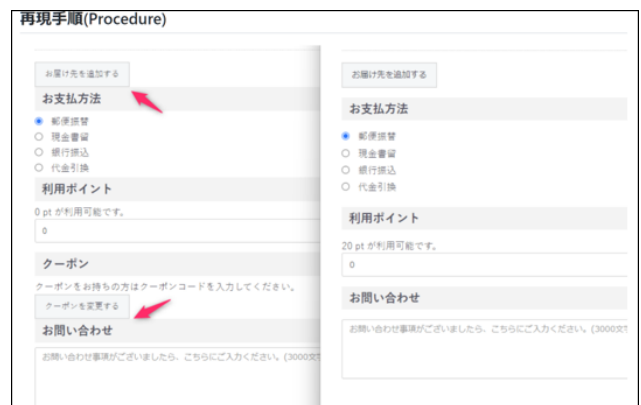 再現手順(Procedure)
お届け先を追加する
お支払方法
郵便振替
現金書留
銀行振込
代金引換
利用ポイント
0 pt が利用可能です。
0
クーポン
クーポンをお持ちの方はクーポンコードを入力してください。
クーポンを変更する
お問い合わせ
お問い合わせ事項がございましたら、こちらにご入力ください。(3000文
お届け先を追加する
お支払方法
郵便振替
現金書留
銀行振込
代金引換
利用ポイント
20 pt が利用可能です。
0
お問い合わせ
お問い合わせ事項がございましたら、こちらにご入力ください。(3000文字